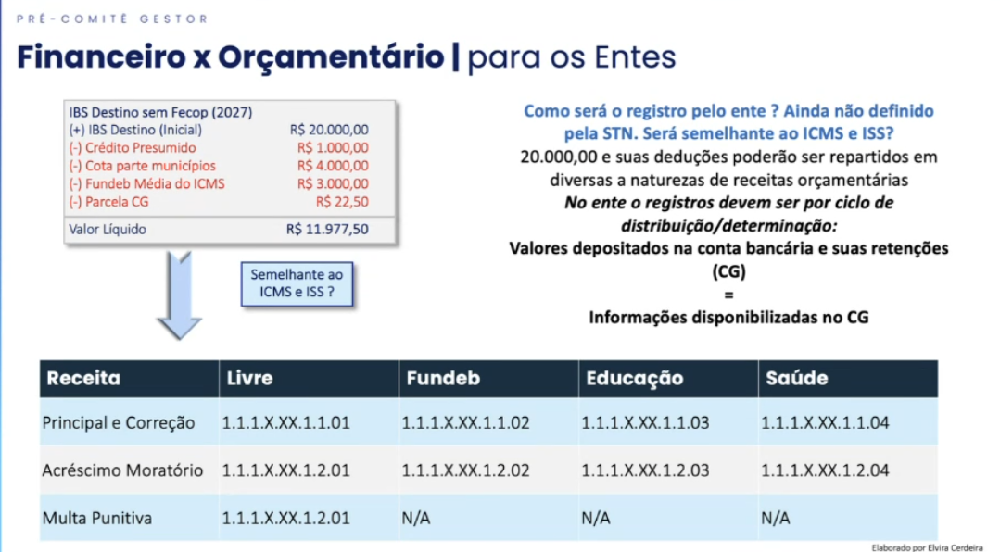 PRÉ-COMITÊ GESTOR
Financeiro x Orçamentário | para os Entes
IBS Destino sem Fecop (2027)
(+) IBS Destino (Inicial) R$ 20.000,00
(-) Crédito Presumido R$ 1.000,00
(-) Cota parte municípios R$ 4.000,00
(-) Fundeb Média do ICMS R$ 3.000,00
(-) Parcela CG R$ 22,50
Valor Líquido R$ 11.977,50
Semelhante ao
ICMS e ISS ?
Como será o registro pelo ente ? Ainda não definido
pela STN. Será semelhante ao ICMS e ISS?
20.000,00 e suas deduções poderão ser repartidos em
diversas a naturezas de receitas orçamentárias
No ente o registros devem ser por ciclo de
distribuição/determinação:
Valores depositados na conta bancária e suas retenções
(CG)
=
Informações disponibilizadas no CG
Receita Livre Fundeb Educação Saúde
Principal e Correção 1.1.1.X.XX.1.1.01 1.1.1.X.XX.1.1.02 1.1.1.X.XX.1.1.03 1.1.1.X.XX.1.1.04
Acréscimo Moratório 1.1.1.X.XX.1.2.01 1.1.1.X.XX.1.2.02 1.1.1.X.XX.1.2.03 1.1.1.X.XX.1.2.04
Multa Punitiva 1.1.1.X.XX.1.2.01 N/A N/A N/A
Elaborado por Elvira Cerdeira